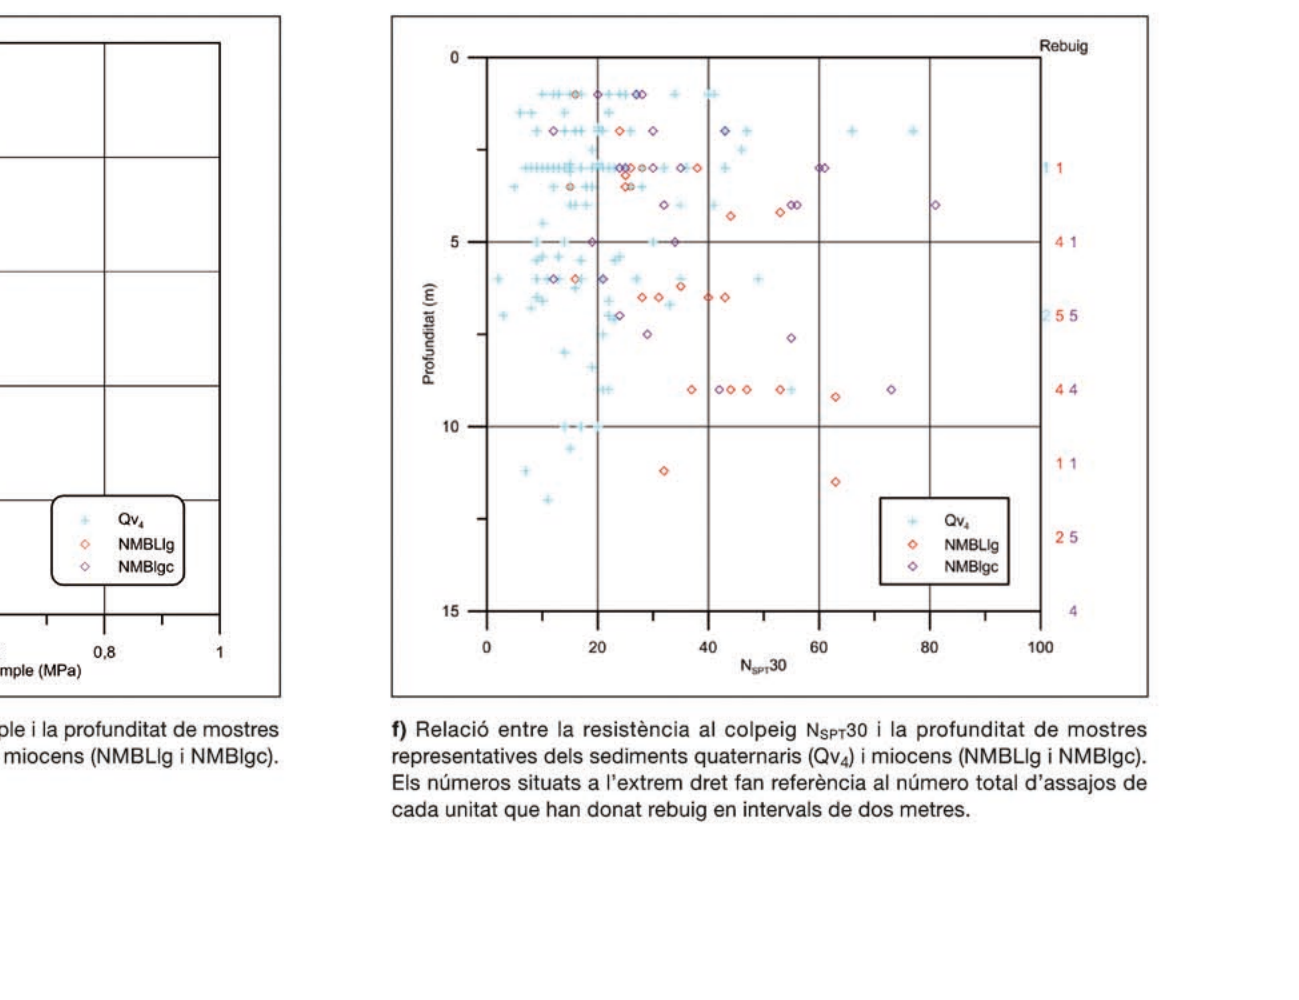 Qv4
NMBLlg
NMBlgc
0,8 1
mple (MPa)
ple i la profunditat de mostres
miocens (NMBLlg i NMBlgc).
Rebuig
0
1 1
5
4 1
Profunditat (m)
2 5 5
4 4
10
1 1
Qv4
NMBLlg
NMBlgc
2 5
15
4
0 20 40 60 80 100
NSPT30
f) Relació entre la resistència al colpeig NSPT30 i la profunditat de mostres
representatives dels sediments quaternaris (Qv4) i miocens (NMBLlg i NMBlgc).
Els números situats a l'extrem dret fan referència al número total d'assajos de
cada unitat que han donat rebuig en intervals de dos metres.